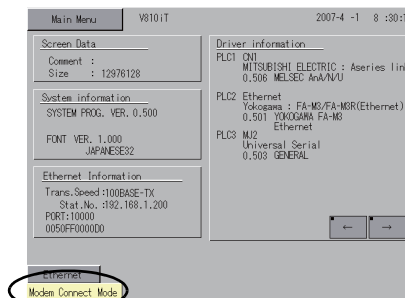 Main Menu
V810iT
2007-4 -1 8 :30:
Screen Data
Comment :
Size : 12976128
System information
SYSTEM PROG. VER. 0.500
FONT VER. 1.000
JAPANESE32
Ethernet Information
Trans.Speed :100BASE-TX
Stat.No. :192.168.1.200
PORT:10000
0050FF0000D0
Driver information
PLC1 CN1
MITSUBISHI ELECTRIC : Aseries lin
0.506 MELSEC AnA/N/U
PLC2 Ethernet
Yokogawa : FA-M3/FA-M3R(Ethernet)
0.501 YOKOGAWA FA-M3
Ethernet
PLC3 MJ2
Universal Serial
0.503 GENERAL
← →
Ethernet
Modem Connect Mode